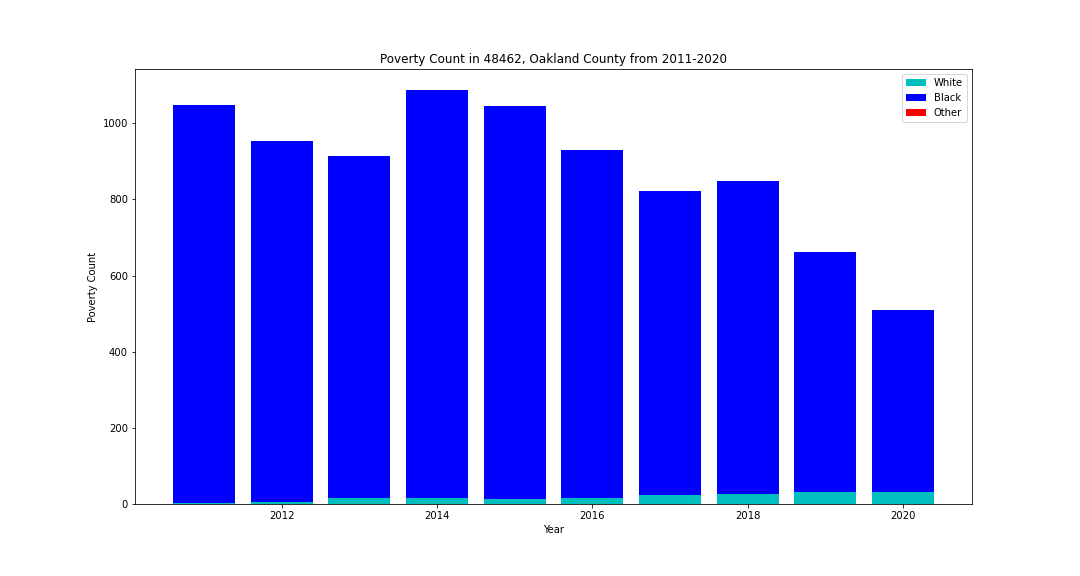 Poverty Count in 48462, Oakland County from 2011-2020
White
Black
Other
1000
800
600
400
200
0
Poverty Count
2012
2014
2016
2018
2020
Year